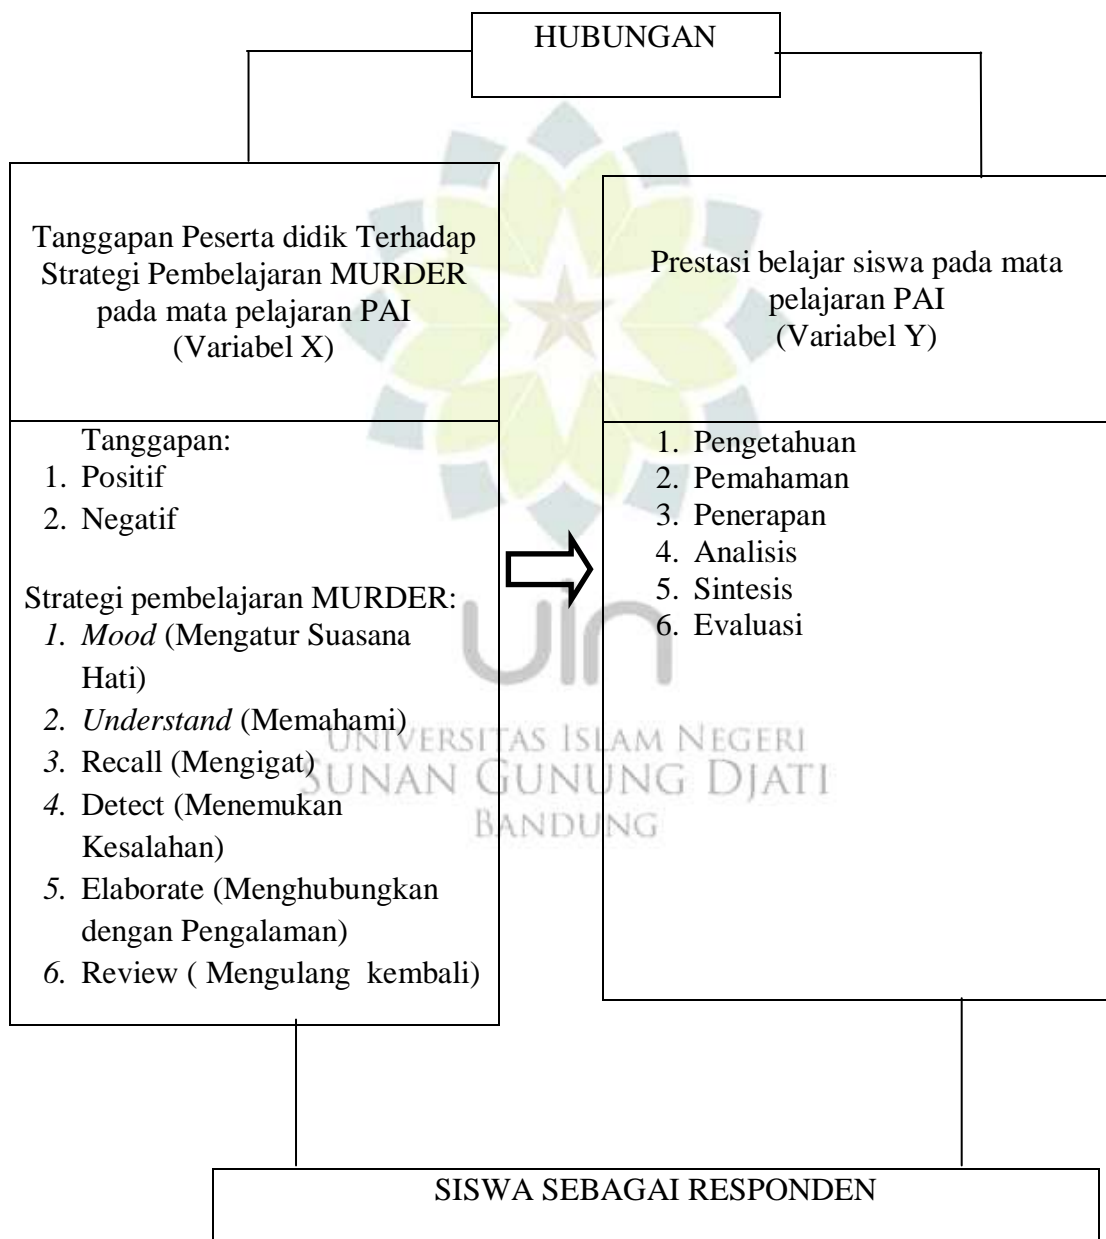 HUBUNGAN
Tanggapan Peserta didik Terhadap
Strategi Pembelajaran MURDER
pada mata pelajaran PAI
(Variabel X)
Prestasi belajar siswa pada mata
pelajaran PAI
(Variabel Y)
Tanggapan:
1. Positif
2. Negatif
Strategi pembelajaran MURDER:
1. Mood (Mengatur Suasana
Hati)
2. Understand (Memahami)
3. Recall (Mengigat)
4. Detect (Menemukan
Kesalahan)
5. Elaborate (Menghubungkan
dengan Pengalaman)
6. Review ( Mengulang kembali)
1. Pengetahuan
2. Pemahaman
3. Penerapan
4. Analisis
5. Sintesis
6. Evaluasi
uin
UNIVERSITAS ISLAM NEGERI
SUNAN GUNUNG DJATI
BANDUNG
SISWA SEBAGAI RESPONDEN